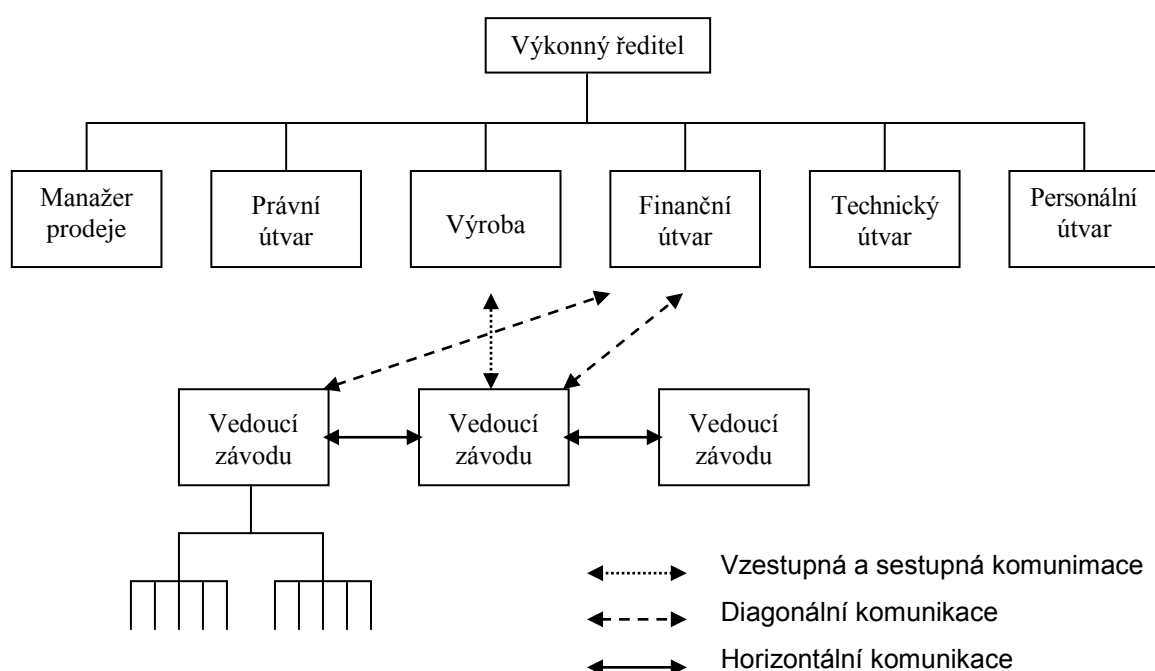 Výkonný ředitel
Manažer
prodeje
Právní
útvar
Výroba
Finanční
útvar
Technický
útvar
Personální
útvar
Vedoucí
závodu
Vedoucí
závodu
Vedoucí
závodu
Vzestupná a sestupná komunimace
Diagonální komunikace
Horizontální komunikace